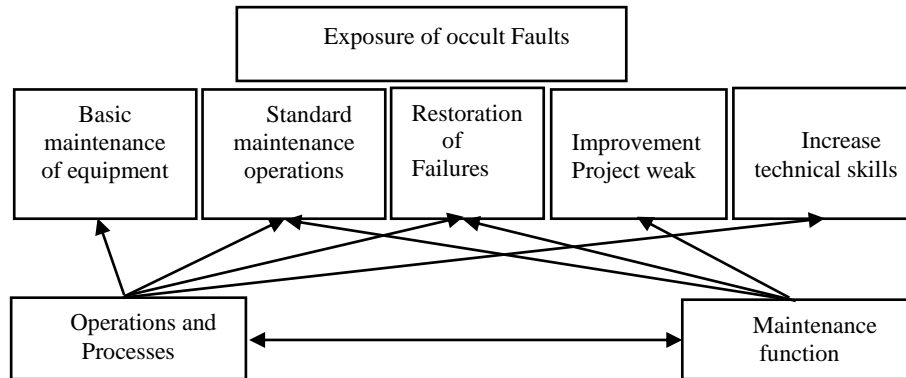 Exposure of occult Faults
Basic
maintenance
of equipment
Standard
maintenance
operations
Restoration
of
Failures
Improvement
Project weak
Increase
technical skills
Operations and
Processes
Maintenance
function